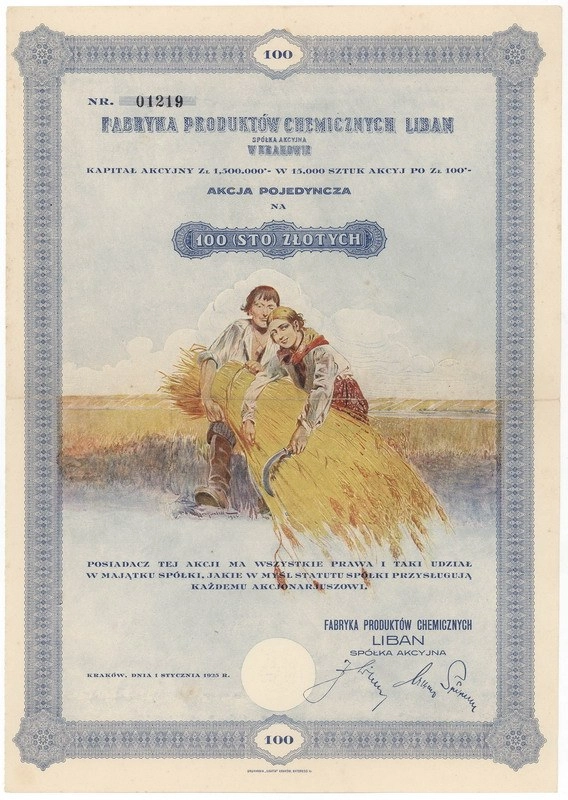 100
NR. 01219
FABRYKA PRODUKTÓW CHEMICZNYCH LIBAN
SPÓŁKA AKCYJNA
W KRAKOWIE
KAPITAŁ AKCYJNY Zł 1,500.000'- W 15,000 SZTUK AKCYJ PO Zł 100'-
AKCJA POJEDYNCZA
NA
100 (STO) ZŁOTYCH
POSIADACZ TEJ AKCJI MA WSZYSTKIE PRAWA I TAKI UDZIAŁ
W MAJĄTKU SPÓŁKI, JAKIE W MYŚL STATUTU SPÓŁKI PRZYSŁUGUJĄ
KAŻDEMU AKCJONARJUSZOWI.
FABRYKA PRODUKTÓW CHEMICZNYCH
LIBAN
SPÓŁKA AKCYJNA
KRAKÓW, DNIA 1 STYCZNIA 1935 R.
100